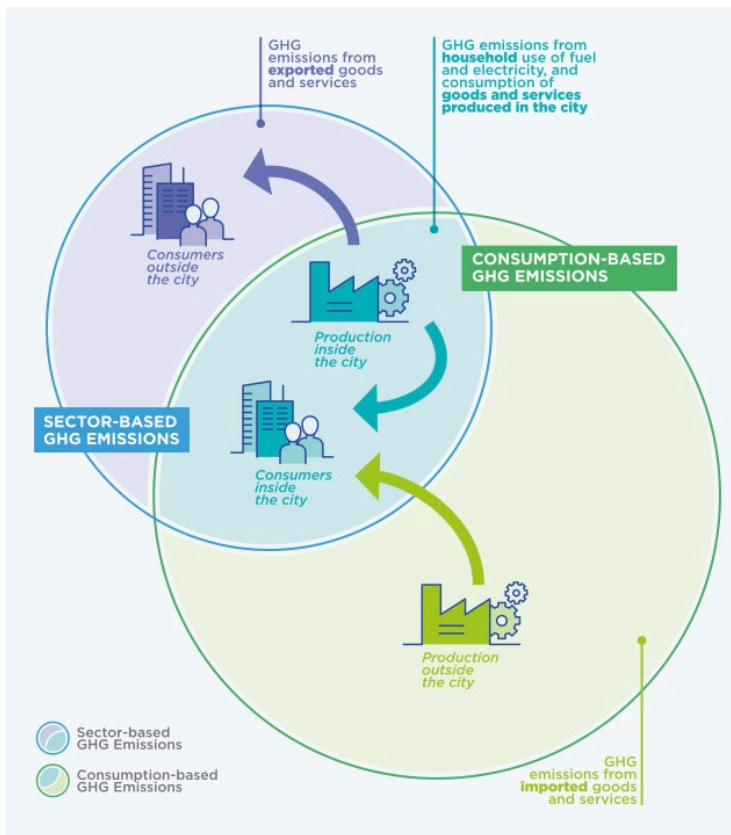 GHG
emissions from
exported goods
and services
GHG emissions from
household use of fuel
and electricity, and
consumption of
goods and services
produced in the city
Consumers
outside
the city
CONSUMPTION-BASED
GHG EMISSIONS
Production
inside
the city
SECTOR-BASED
GHG EMISSIONS
Consumers
inside
the city
Production
outside
the city
Sector-based
GHG Emissions
Consumption-based
GHG Emissions
GHG
emissions from
imported goods
and services